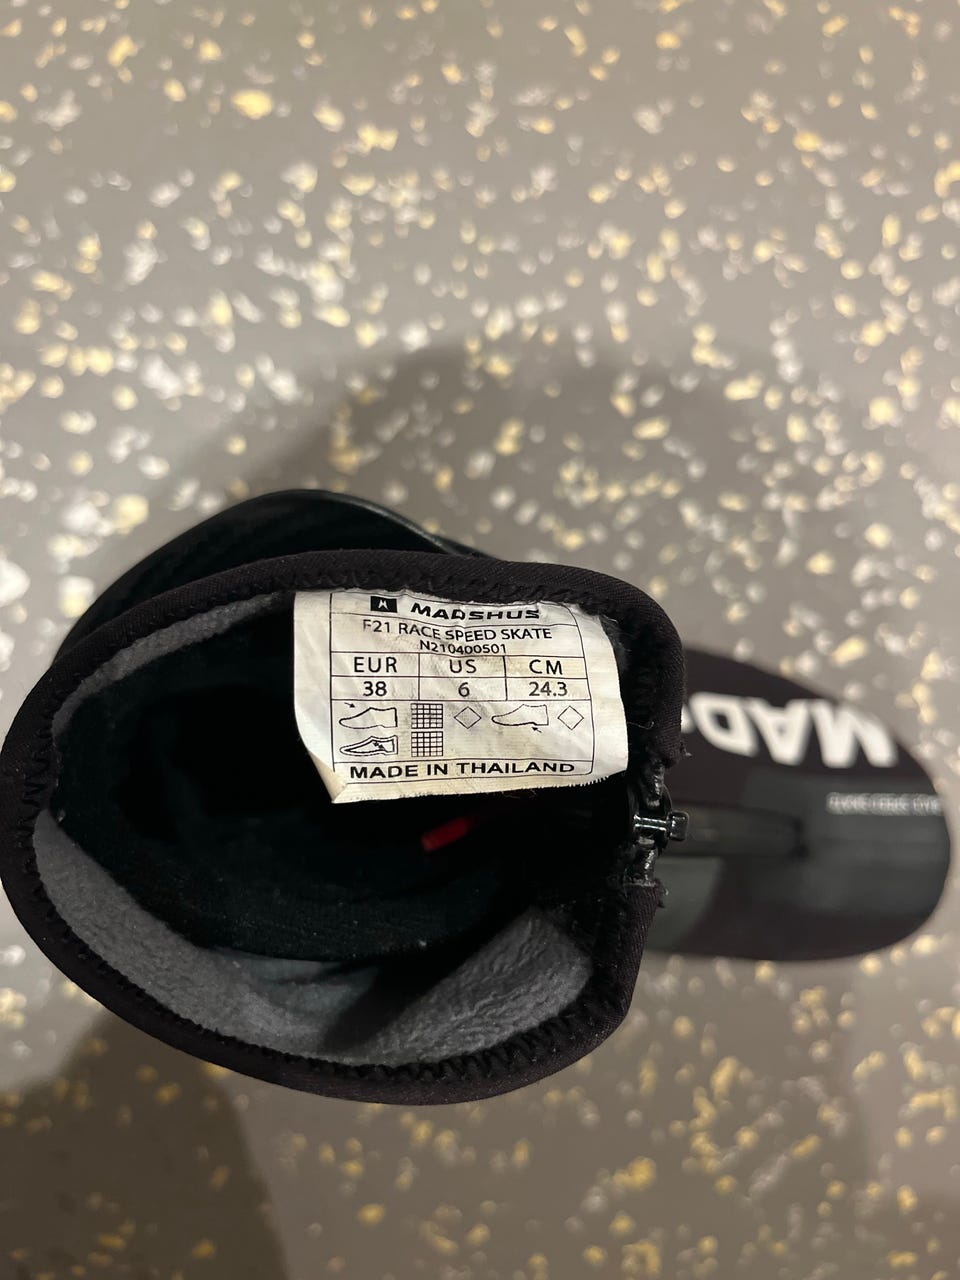 MADSHUS
F21 RACE SPEED SKATE
N210400501
EUR US CM
38 6 24.3
MADE IN THAILAND
MAD